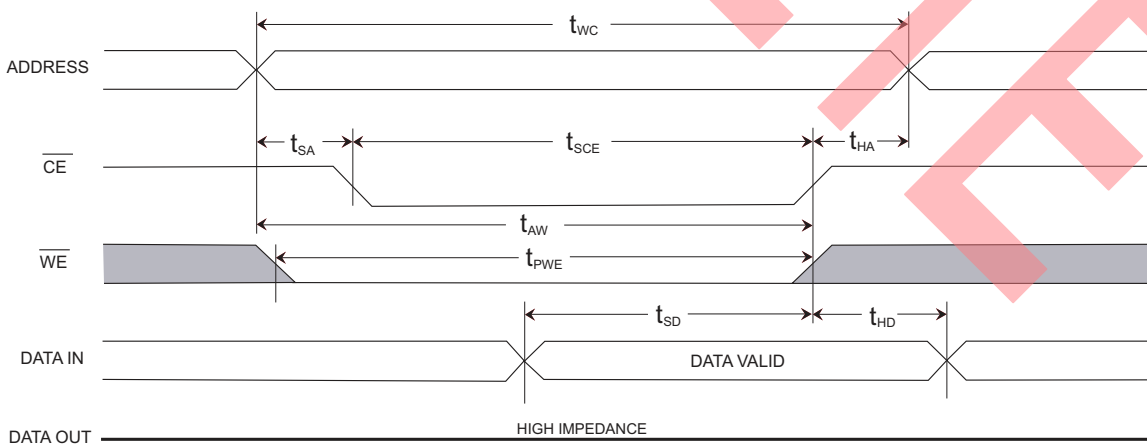 tWC
ADDRESS
tSA
tSCE
tHA
CE
tAW
WE
tPWE
tSD
tHD
DATA IN
DATA VALID
HIGH IMPEDANCE
DATA OUT